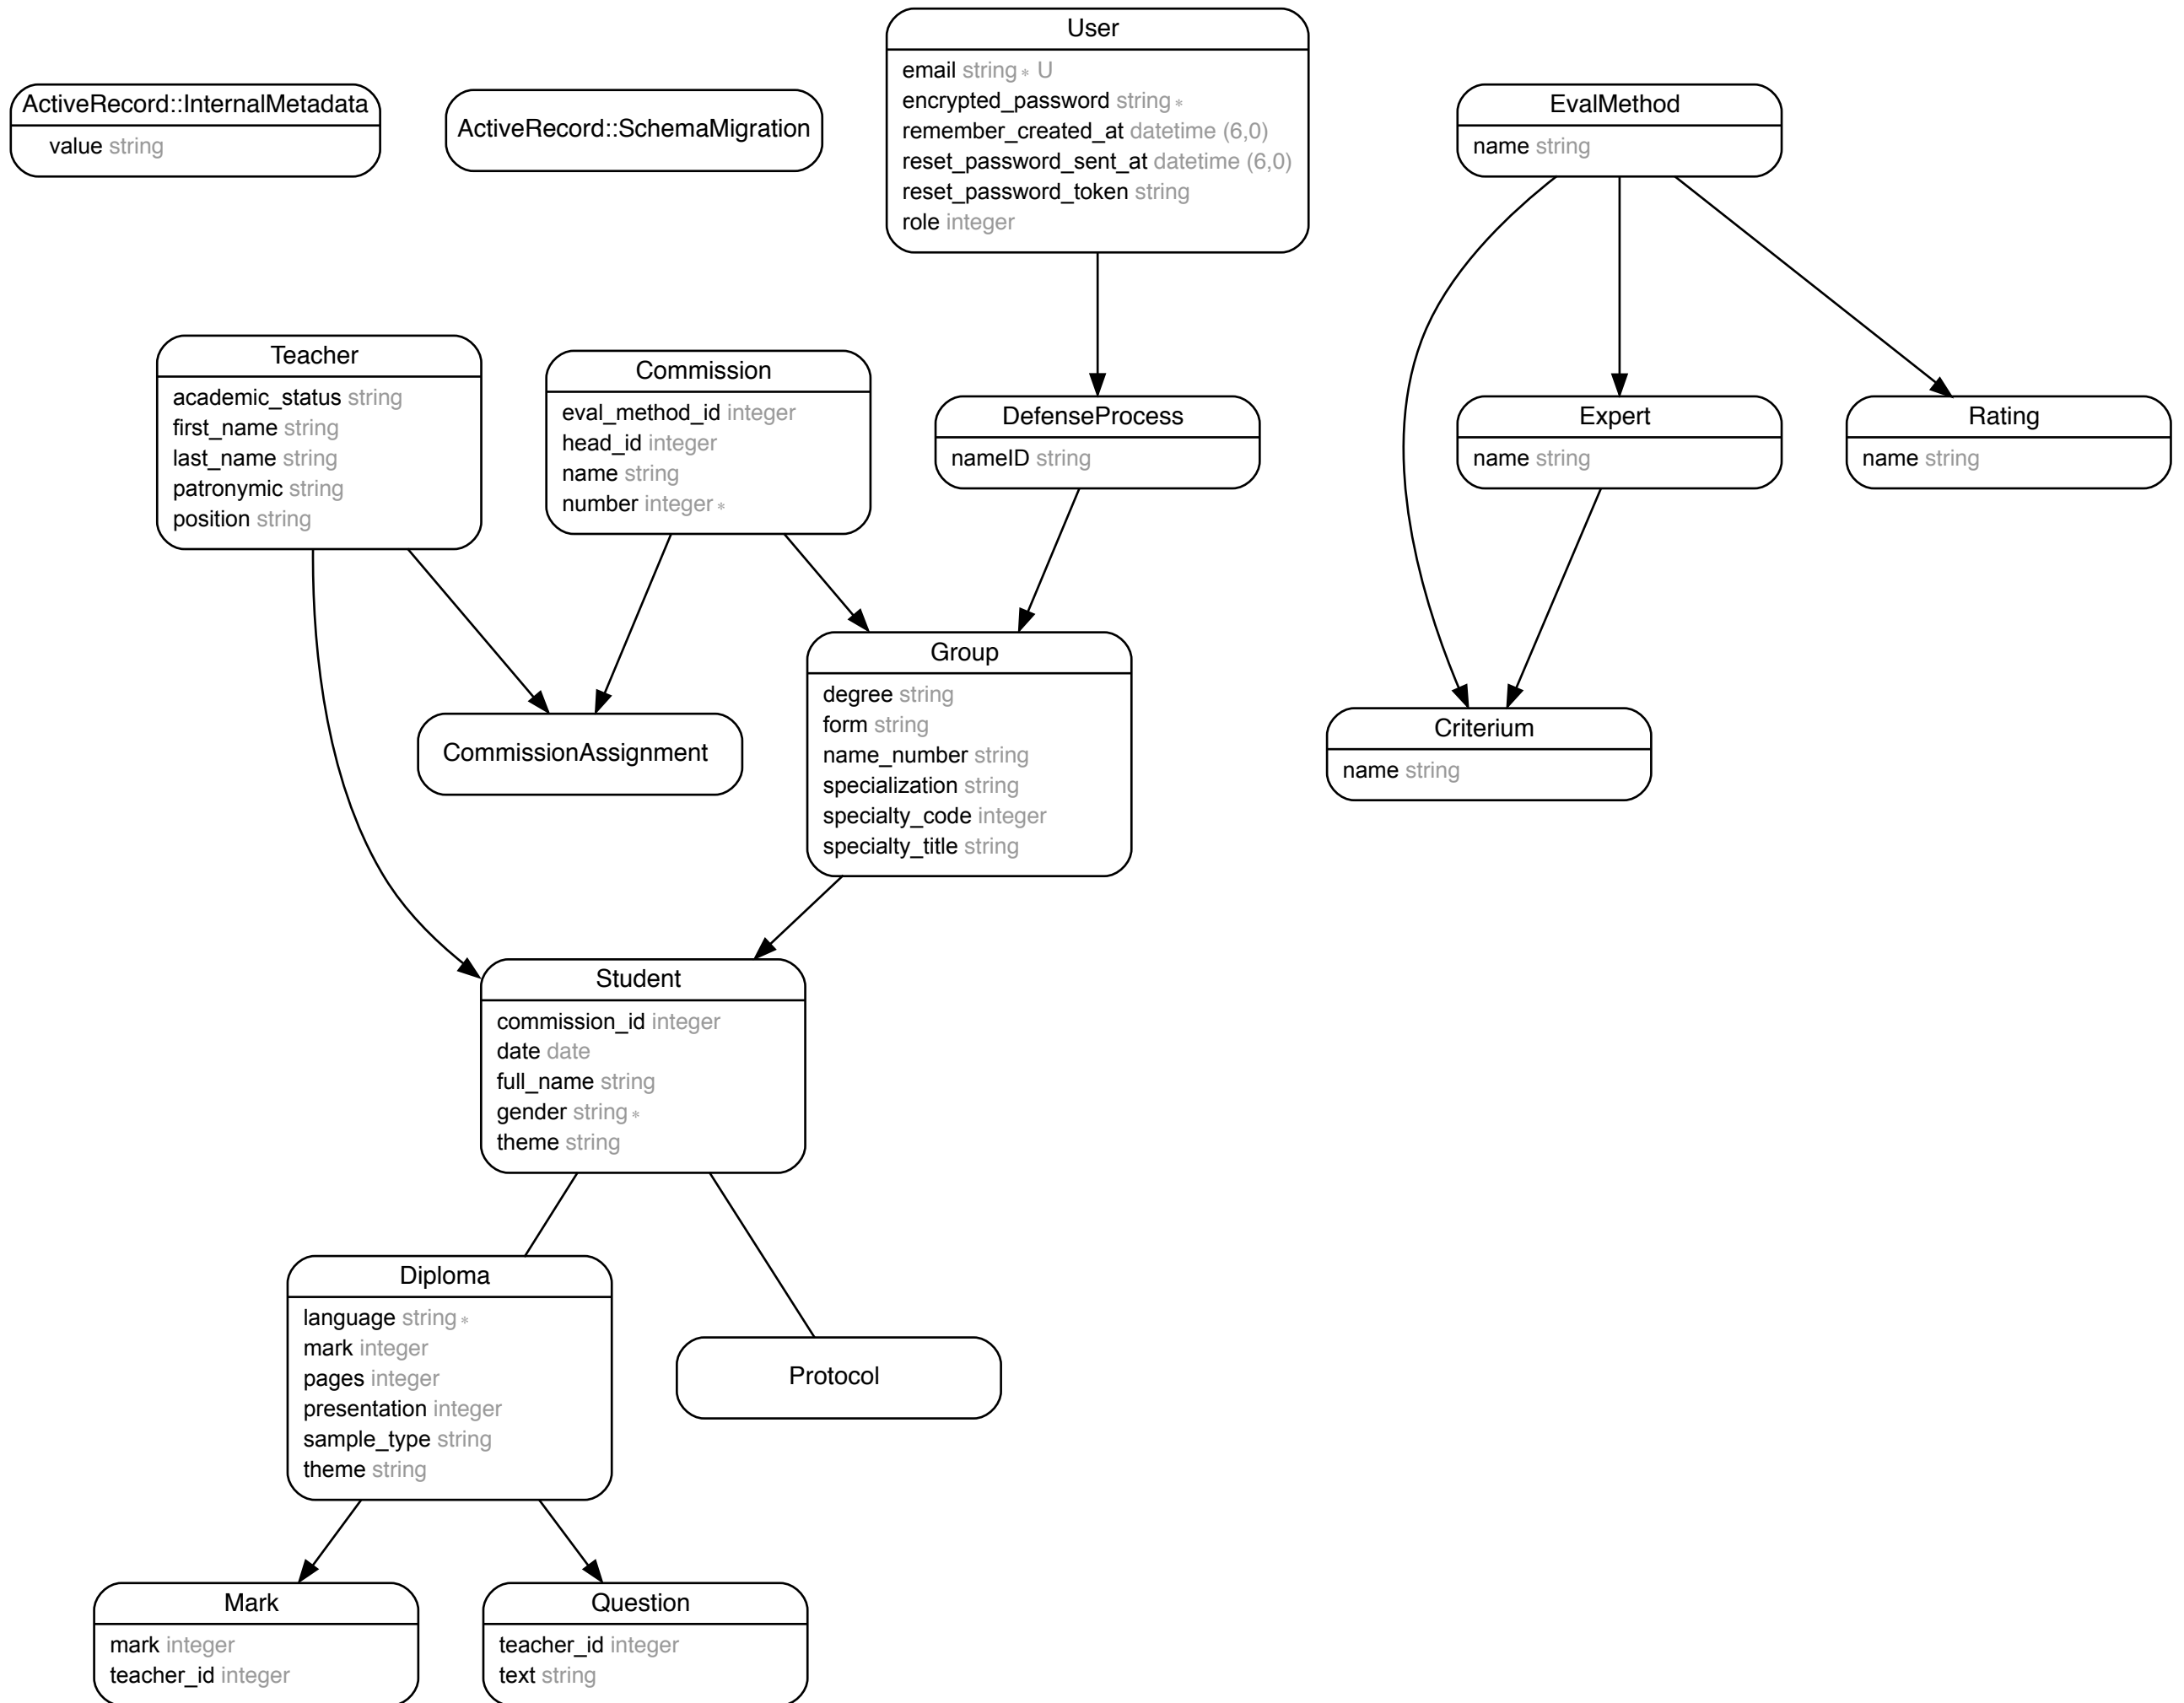 User
email string* U
encrypted_password string*
remember_created_at datetime (6,0)
reset_password_sent_at datetime (6,0)
reset_password_token string
role integer
ActiveRecord::InternalMetadata
value string
ActiveRecord::SchemaMigration
EvalMethod
name string
Teacher
academic_status string
first_name string
last_name string
patronymic string
position string
Commission
eval_method_id integer
head_id integer
name string
number integer*
DefenseProcess
nameID string
Expert
name string
Rating
name string
Group
degree string
form string
name_number string
specialization string
specialty_code integer
specialty_title string
CommissionAssignment
Criterium
name string
Student
commission_id integer
date date
full_name string
gender string*
theme string
Diploma
language string*
mark integer
pages integer
presentation integer
sample_type string
theme string
Protocol
Mark
mark integer
teacher_id integer
Question
teacher_id integer
text string